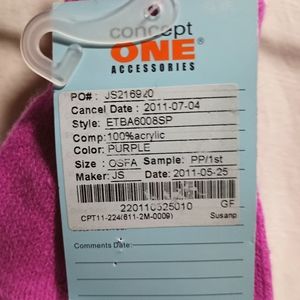 concept
ONE
ACCESSORIES
PO# : JS216920
Cancel Date : 2011-07-04
Style: ETBA6008SP
Comp: 100%acrylic
Color: PURPLE
Size : OSFA Sample: PP/1st
Maker: JS Date: 2011-05-25
220110525010 GF
CPT11-224(611-2M-0009) Susanp
Comments Date: